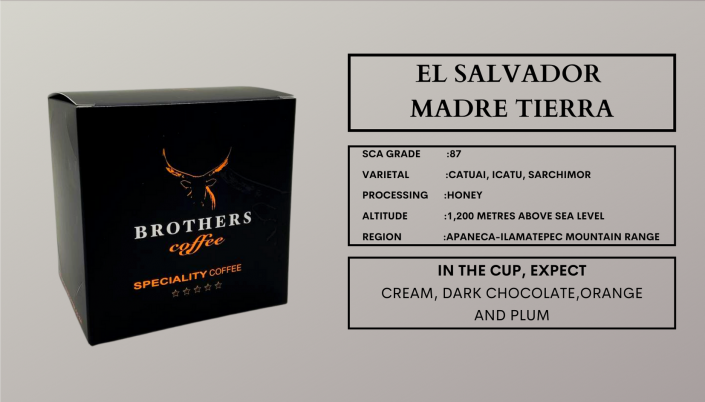 BROTHERS
coffee
SPECIALITY COFFEE
EL SALVADOR
MADRE TIERRA
SCA GRADE :87
VARIETAL :CATUAI, ICATU, SARCHIMOR
PROCESSING :HONEY
ALTITUDE :1,200 METRES ABOVE SEA LEVEL
REGION :APANECA-ILAMATEPEC MOUNTAIN RANGE
IN THE CUP, EXPECT
CREAM, DARK CHOCOLATE,ORANGE
AND PLUM